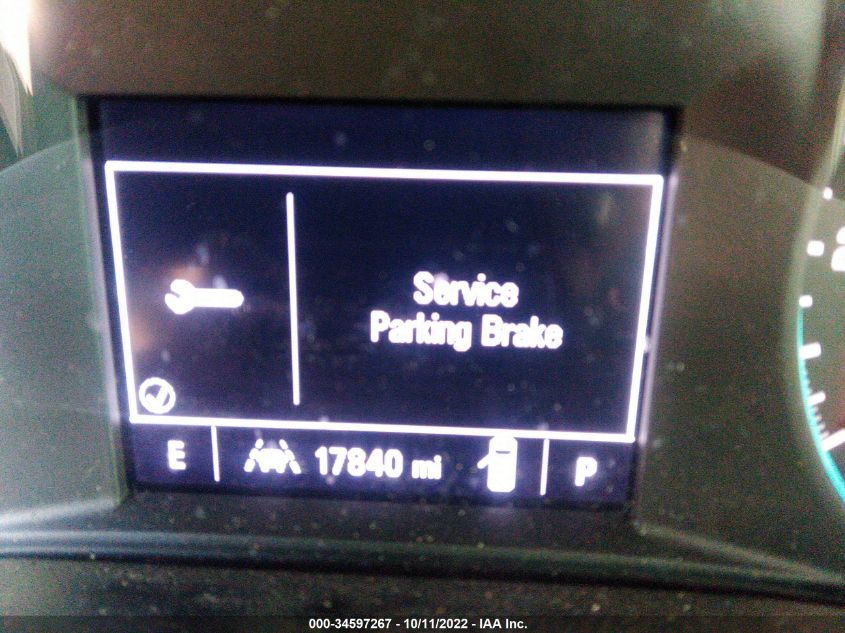 Service
Parking Brake
E 17840 mi P
000-34597267 - 10/11/2022 - IAA Inc.